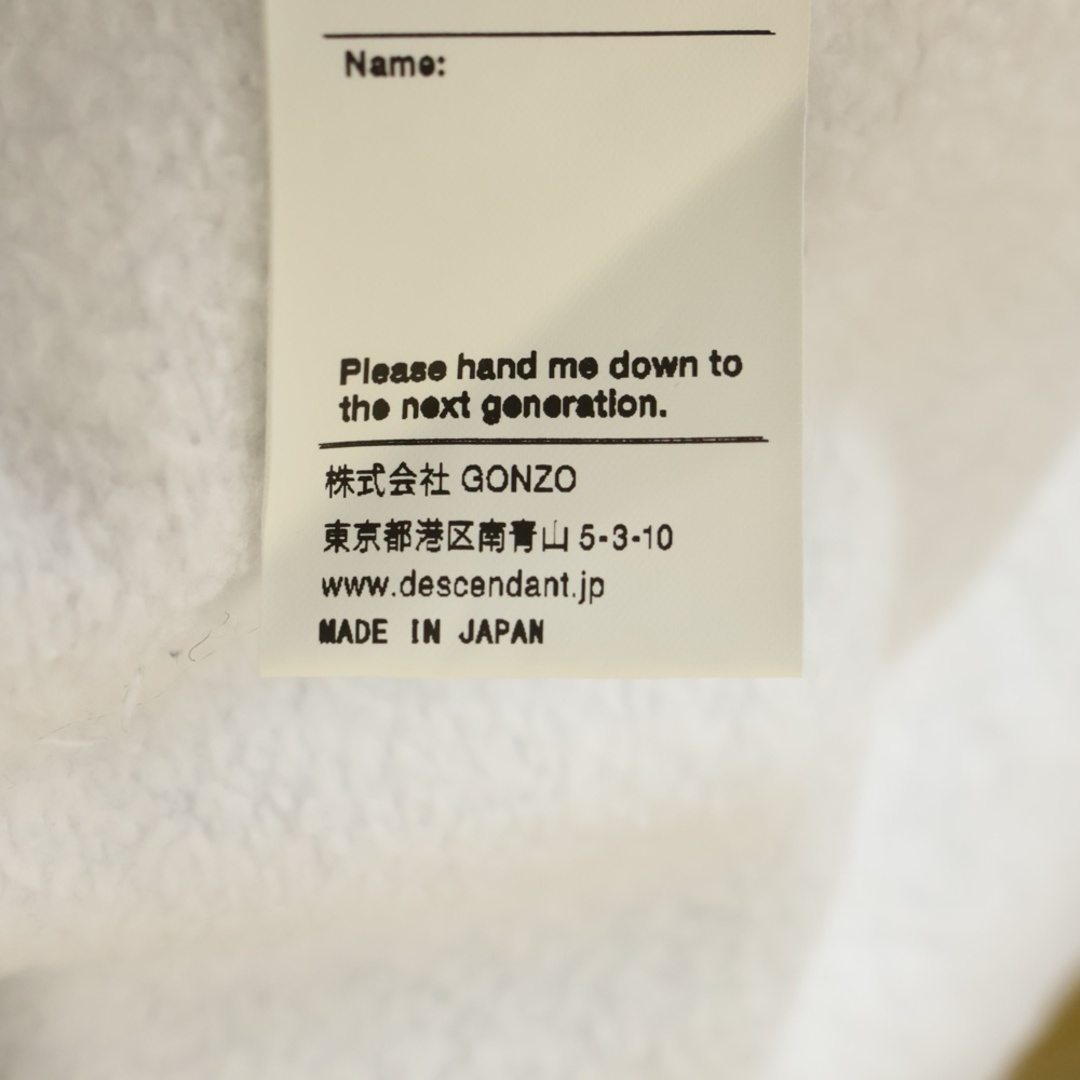 Name:
Please hand me down to
the next generation.
株式会社 GONZO
東京都港区南青山 5-3-10
www.descendant.jp
MADE IN JAPAN